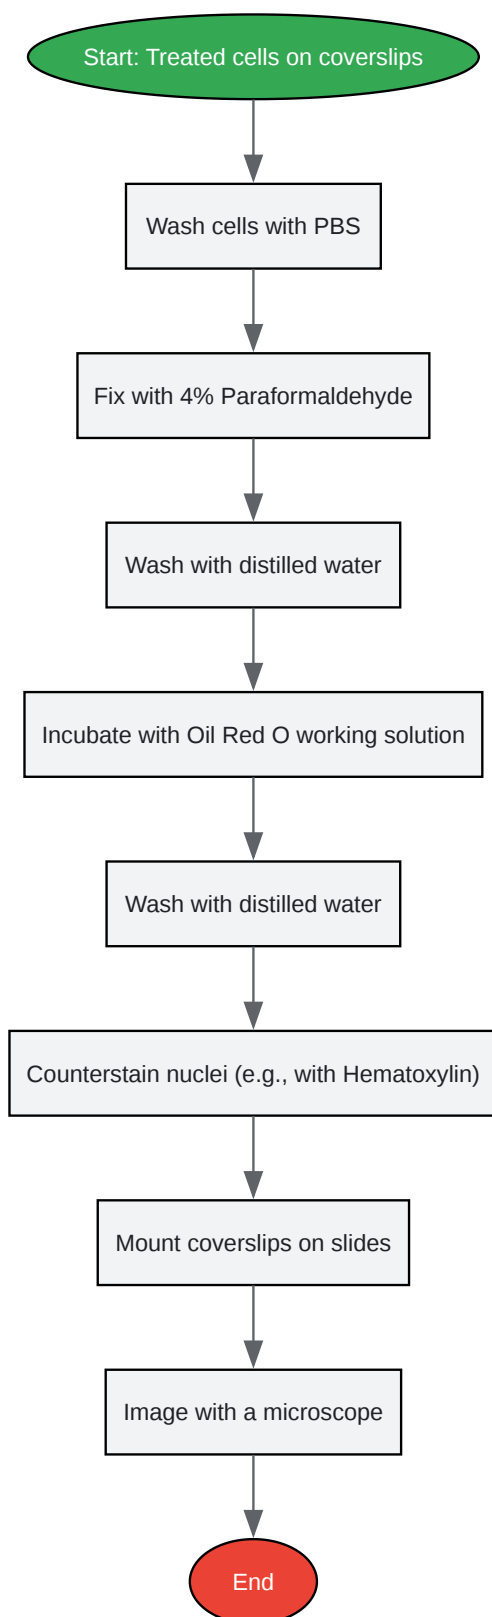 Start: Treated cells on coverslips
Wash cells with PBS
Fix with 4% Paraformaldehyde
Wash with distilled water
Incubate with Oil Red O working solution
Wash with distilled water
Counterstain nuclei (e.g., with Hematoxylin)
Mount coverslips on slides
Image with a microscope
End